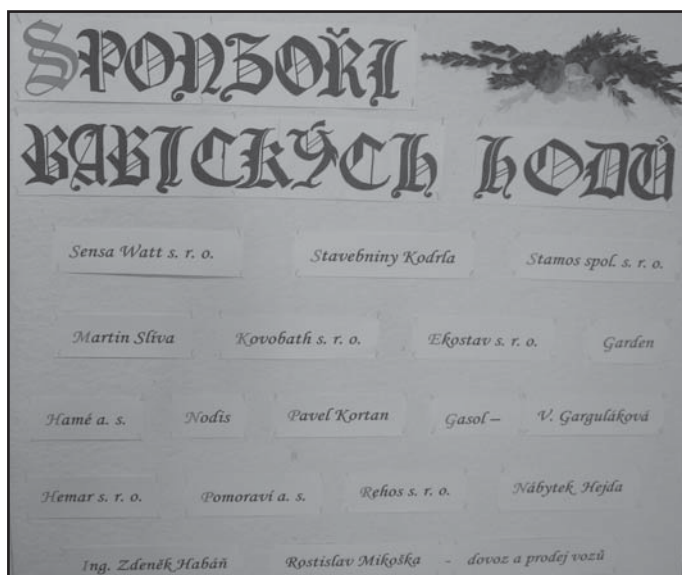 SPONZOŘI
BABICKÝCH HODŮ
Sensa Watt s. r. o. Stavebniny Kodrla Stamos spol. s. r. o.
Martin Slíva Kovobath s. r. o. Ekostav s. r. o. Garden
Hamé a. s. Nodis Pavel Kortan Gasol – V. Garguláková
Hemar s. r. o. Pomoraví a. s. Rehos s. r. o. Nábytek Hejda
Ing. Zdeněk Habáň Rostislav Mikoška - dovoz a prodej vozů